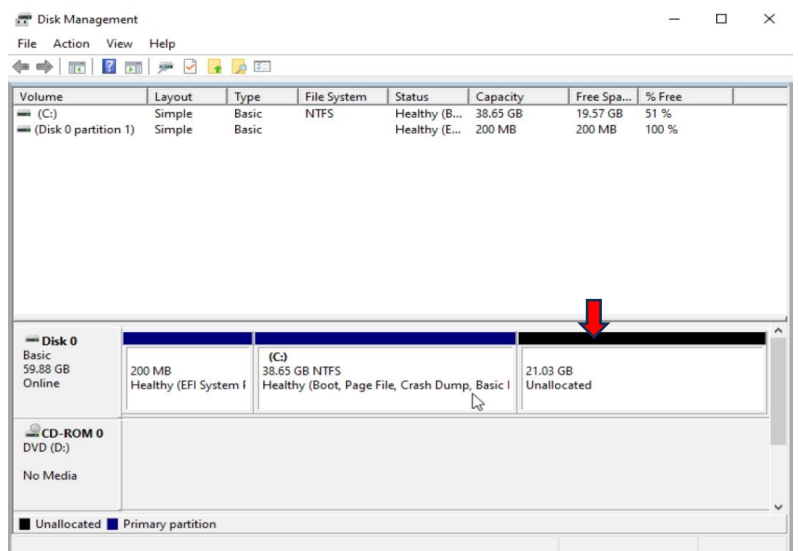 Disk Management
File Action View Help
Volume Layout Type File System Status Capacity Free Spa... % Free
(C:) Simple Basic NTFS Healthy (B... 38.65 GB 19.57 GB 51 %
(Disk 0 partition 1) Simple Basic Healthy (E... 200 MB 200 MB 100 %
Disk 0
Basic
59.88 GB
Online
200 MB
Healthy (EFI System F
(C:)
38.65 GB NTFS
Healthy (Boot, Page File, Crash Dump, Basic I
21.03 GB
Unallocated
CD-ROM 0
DVD (D:)
No Media
Unallocated Primary partition